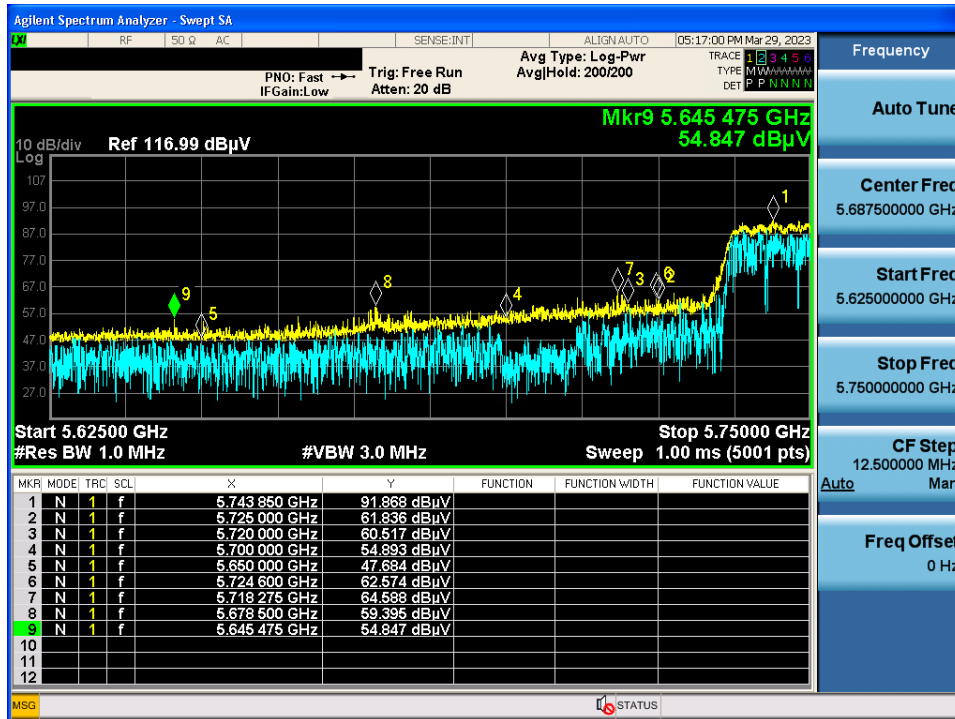 Agilent Spectrum Analyzer - Swept SA
LXI RF 50 Ω AC SENSE:INT ALIGN AUTO 05:17:00 PM Mar 29, 2023
PNO: Fast Trig: Free Run Avg Type: Log-Pwr TRACE 1 2 3 4 5 6
IFGain:Low Atten: 20 dB Avg|Hold: 200/200 TYPE M W W W W W
DET P P N N N N
Mkr9 5.645 475 GHz
54.847 dBµV
10 dB/div Ref 116.99 dBµV
Log
107
97.0
87.0
77.0
67.0
57.0
47.0
37.0
27.0
1
9
5
8
4
7
3
6
2
Start 5.62500 GHz Stop 5.75000 GHz
#Res BW 1.0 MHz #VBW 3.0 MHz Sweep 1.00 ms (5001 pts)
MKR MODE TRC SCL X Y FUNCTION FUNCTION WIDTH FUNCTION VALUE
1 N 1 f 5.743 850 GHz 91.868 dBµV
2 N 1 f 5.725 000 GHz 61.836 dBµV
3 N 1 f 5.720 000 GHz 60.517 dBµV
4 N 1 f 5.700 000 GHz 54.893 dBµV
5 N 1 f 5.650 000 GHz 47.684 dBµV
6 N 1 f 5.724 600 GHz 62.574 dBµV
7 N 1 f 5.718 275 GHz 64.588 dBµV
8 N 1 f 5.678 500 GHz 59.395 dBµV
9 N 1 f 5.645 475 GHz 54.847 dBµV
10
11
12
MSG STATUS
Frequency
Auto Tune
Center Freq
5.687500000 GHz
Start Freq
5.625000000 GHz
Stop Freq
5.750000000 GHz
CF Step
12.500000 MHz
Auto Man
Freq Offset
0 Hz